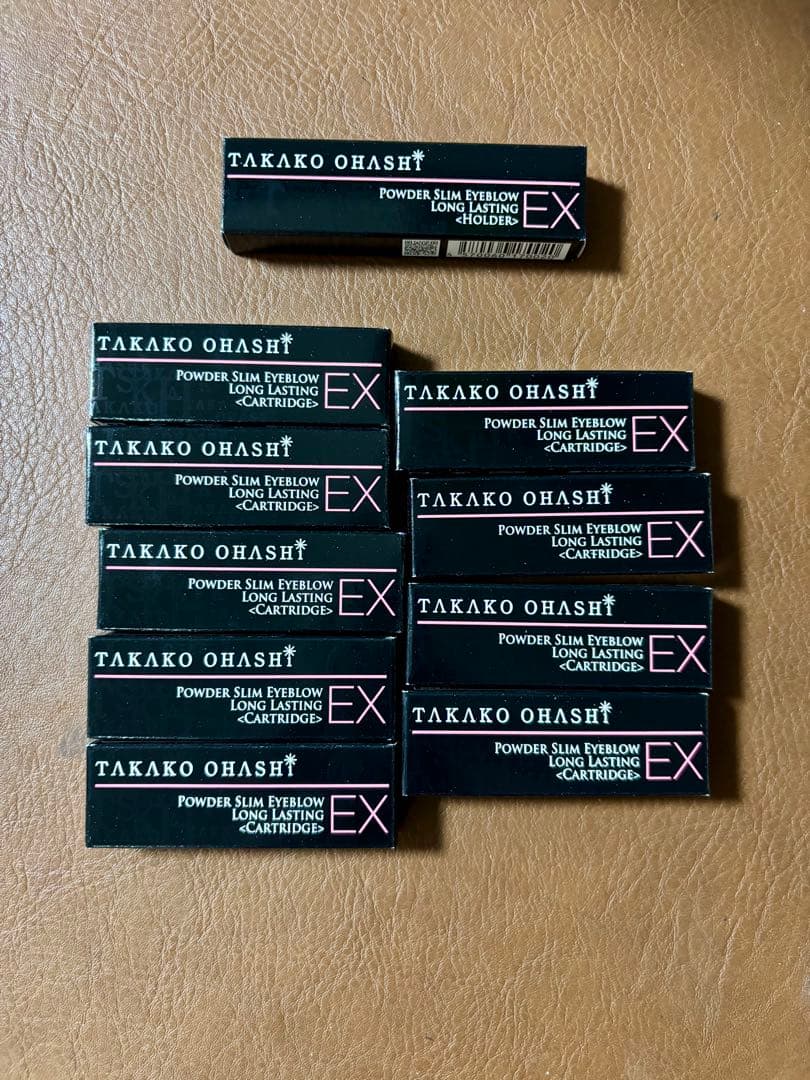 TAKAKO OHASHI
POWDER SLIM EYEBLOW
LONG LASTING
<HOLDER>
EX
TAKAKO OHASHI
POWDER SLIM EYEBLOW
LONG LASTING
<CARTRIDGE>
EX
TAKAKO OHASHI
POWDER SLIM EYEBLOW
LONG LASTING
<CARTRIDGE>
EX
TAKAKO OHASHI
POWDER SLIM EYEBLOW
LONG LASTING
<CARTRIDGE>
EX
TAKAKO OHASHI
POWDER SLIM EYEBLOW
LONG LASTING
<CARTRIDGE>
EX
TAKAKO OHASHI
POWDER SLIM EYEBLOW
LONG LASTING
<CARTRIDGE>
EX
TAKAKO OHASHI
POWDER SLIM EYEBLOW
LONG LASTING
<CARTRIDGE>
EX
TAKAKO OHASHI
POWDER SLIM EYEBLOW
LONG LASTING
<CARTRIDGE>
EX
TAKAKO OHASHI
POWDER SLIM EYEBLOW
LONG LASTING
<CARTRIDGE>
EX
TAKAKO OHASHI
POWDER SLIM EYEBLOW
LONG LASTING
<CARTRIDGE>
EX